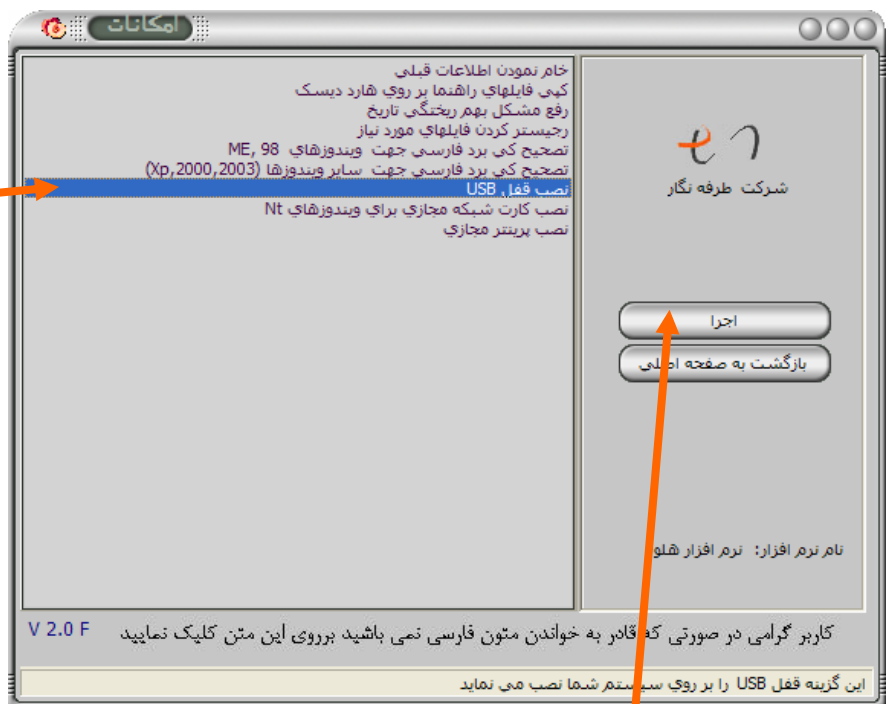 امکانات
خام نمودن اطلاعات قبلي
کپي فايلهاي راهنما بر روي هارد ديسک
رفع مشکل بهم ريختگي تاريخ
رجيستر کردن فايلهاي مورد نياز
تصحيح کي برد فارسي جهت ويندوزهاي ME, 98
تصحيح کي برد فارسي جهت ساير ويندوزها (Xp,2000,2003)
نصب قفل USB
نصب کارت شبکه مجازي براي ويندوزهاي Nt
نصب پرينتر مجازي
شرکت طرفه نگار
اجرا
بازگشت به صفحه اصلي
نام نرم افزار: نرم افزار هلو
کاربر گرامي در صورتي که قادر به خواندن متون فارسي نمي باشيد برروي اين متن کليک نماييد
V 2.0 F
اين گزينه قفل USB را بر روي سيستم شما نصب مي نمايد